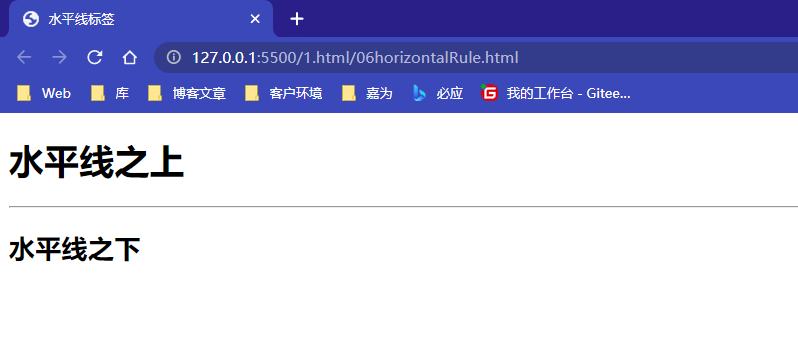 水平线标签
127.0.0.1:5500/1.html/06horizontalRule.html
Web 库 博客文章 客户环境 嘉为 必应 我的工作台 - Gitee...
水平线之上
水平线之下